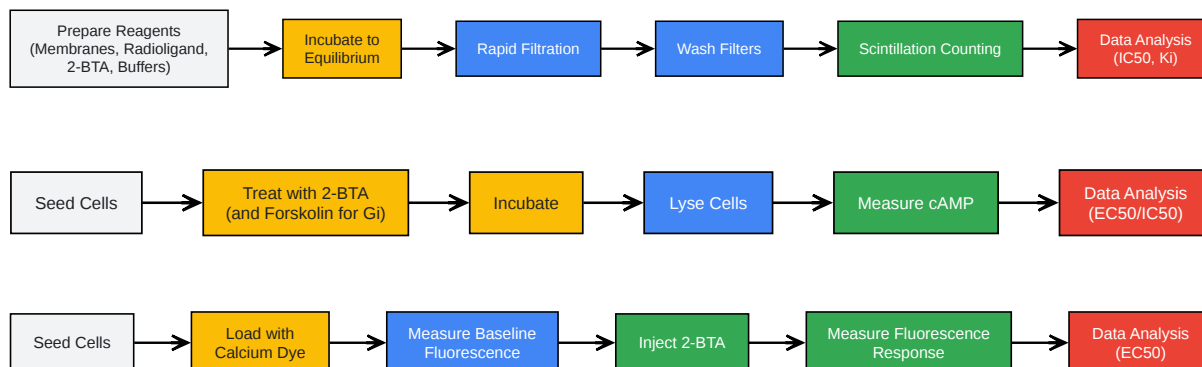 Prepare Reagents
(Membranes, Radioligand,
2-BTA, Buffers)
Incubate to
Equilibrium
Rapid Filtration
Wash Filters
Scintillation Counting
Data Analysis
(IC50, Ki)
Seed Cells
Treat with 2-BTA
(and Forskolin for Gi)
Incubate
Lyse Cells
Measure cAMP
Data Analysis
(EC50/IC50)
Seed Cells
Load with
Calcium Dye
Measure Baseline
Fluorescence
Inject 2-BTA
Measure Fluorescence
Response
Data Analysis
(EC50)